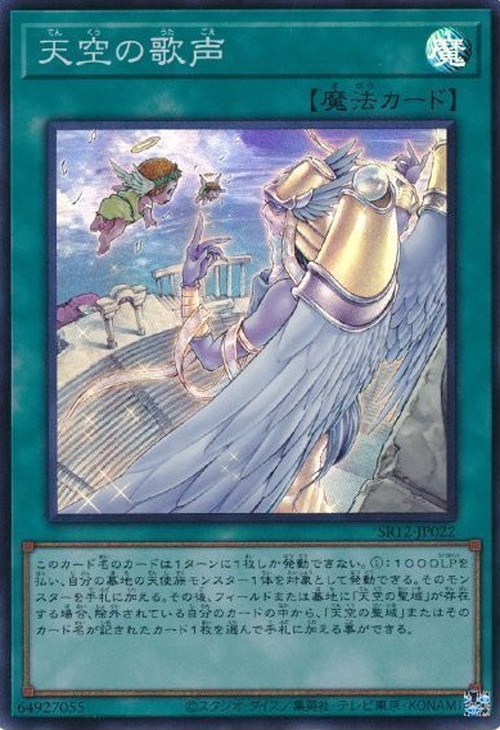 天空の歌声
魔
【魔法カード】
SR12-JP022
このカード名のカードは1ターンに1枚しか発動できない。①:1000LPを
払い、自分の墓地の天使族モンスター1体を対象として発動できる。そのモン
スターを手札に加える。その後、フィールドまたは墓地に「天空の聖域」が存在
する場合、除外されている自分のカードの中から、「天空の聖域」またはそ
のカード名が記されたカード1枚を選んで手札に加える事ができる。
64927055
©スタジオ・ダイス/集英社・テレビ東京・KONAMI